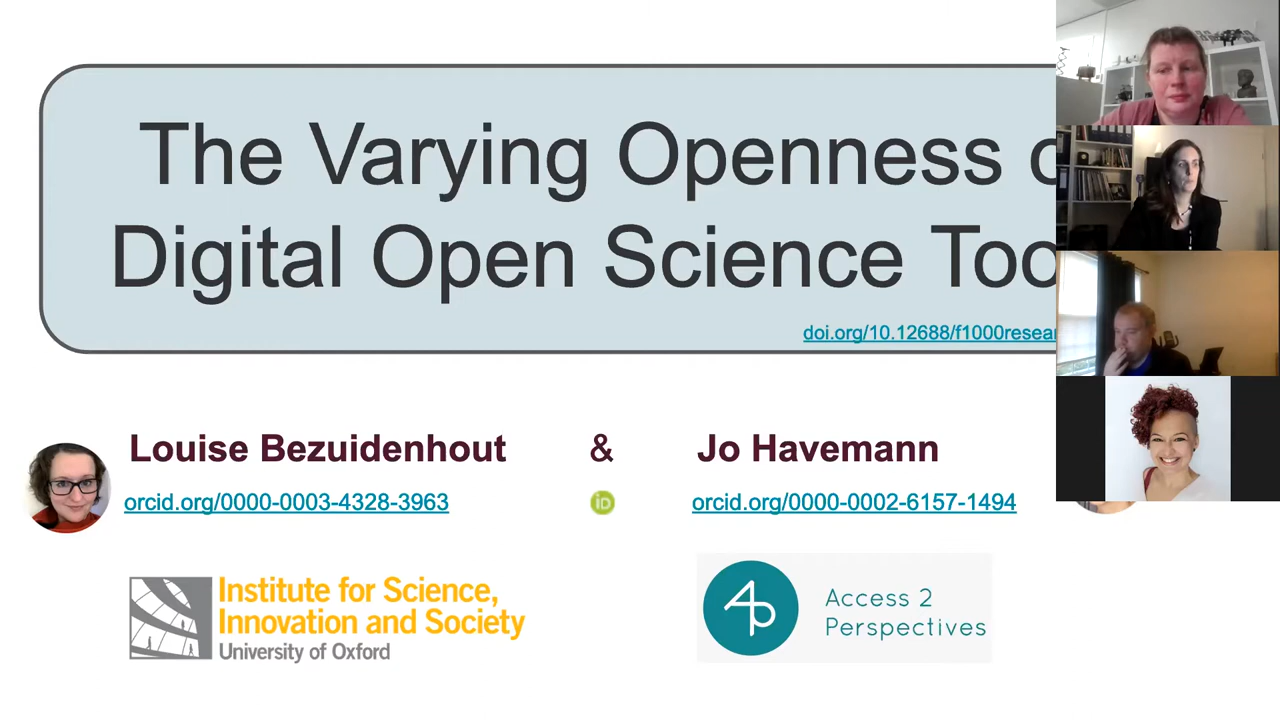 The Varying Openness
Digital Open Science
doi.org/10.12688/f1000resear
Louise Bezuidenhout & Jo Havemann
orcid.org/0000-0003-4328-3963 iD orcid.org/0000-0002-6157-1494
Institute for Science,
Innovation and Society
University of Oxford
Access 2
Perspectives